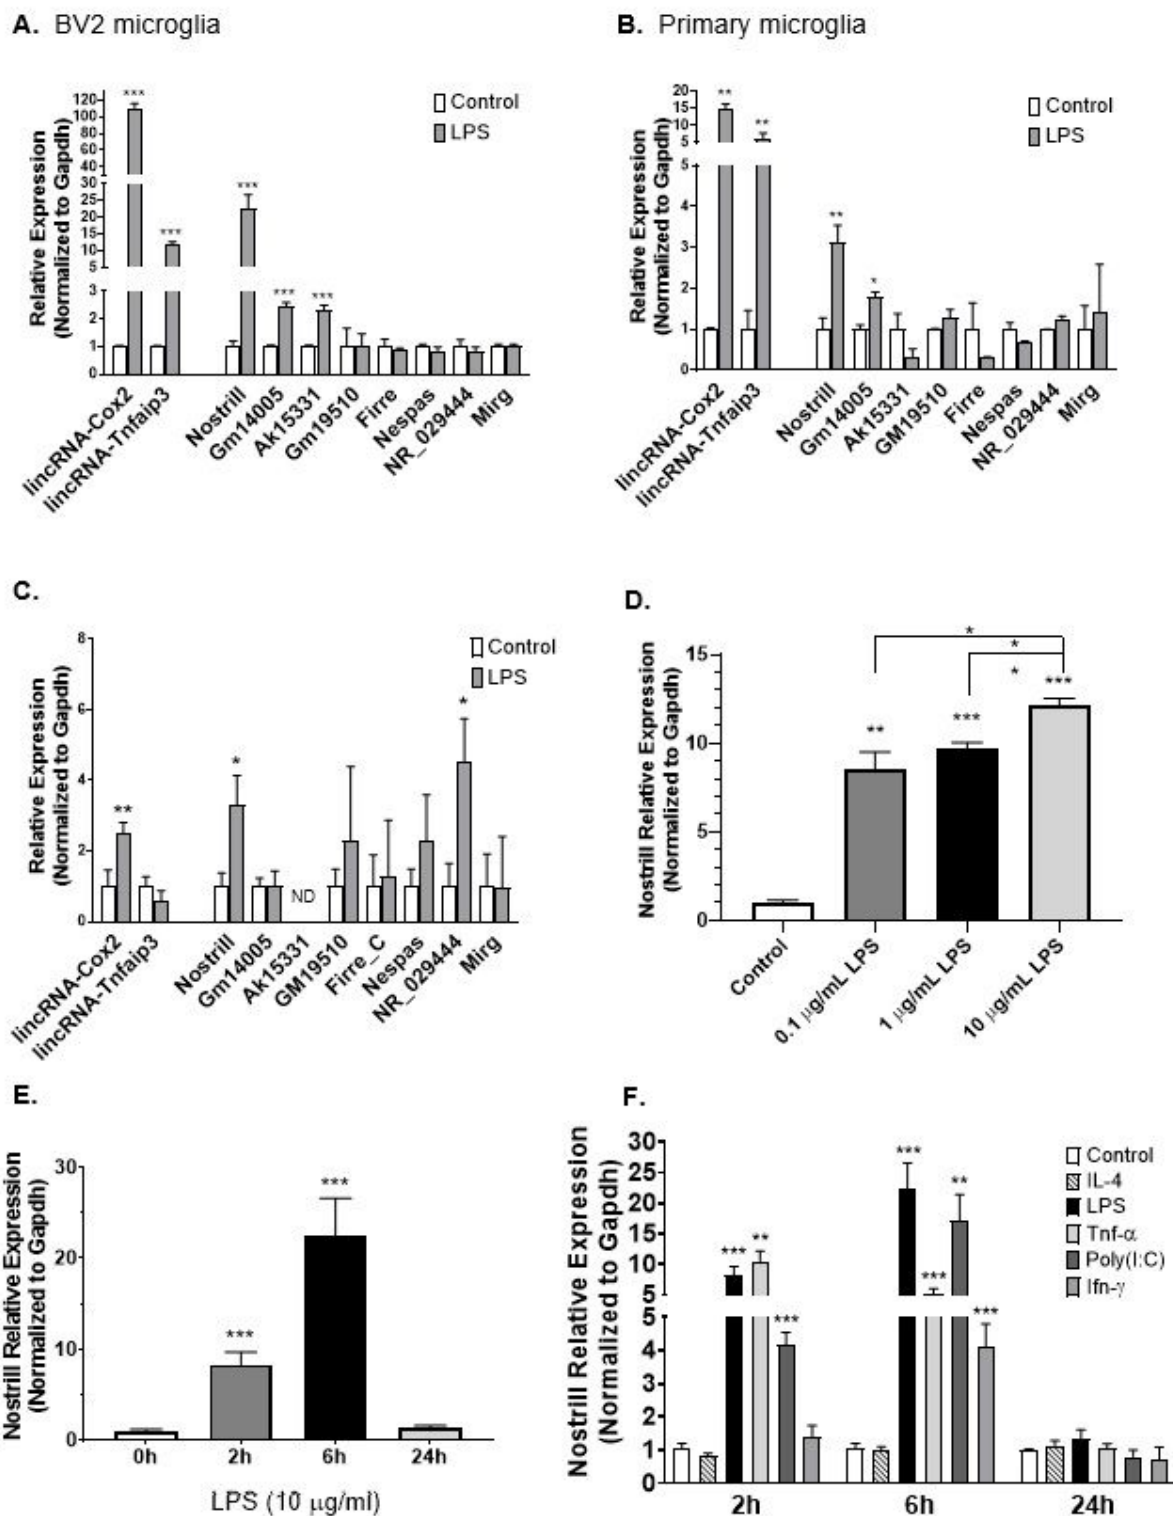 A. BV2 microglia
Relative Expression
(Normalized to Gapdh)
120
100
80
60
40
30
25
20
15
10
5
3
2
1
0
***
***
***
***
***
Control
LPS
lincRNA-Cox2
lincRNA-Tnfaip3
Nostrill
Gm14005
Ak15331
Gm19510
Firre
Nespas
NR_029444
Mirg
B. Primary microglia
Relative Expression
(Normalized to Gapdh)
20
15
10
5
5
4
3
2
1
0
**
**
**
*
Control
LPS
lincRNA-Cox2
lincRNA-Tnfaip3
Nostrill
Gm14005
Ak15331
GM19510
Firre
Nespas
NR_029444
Mirg
C.
Relative Expression
(Normalized to Gapdh)
8
6
4
2
0
**
*
*
ND
Control
LPS
lincRNA-Cox2
lincRNA-Tnfaip3
Nostrill
Gm14005
Ak15331
GM19510
Firre_C
Nespas
NR_029444
Mirg
D.
Nostrill Relative Expression
(Normalized to Gapdh)
15
10
5
0
*
*
*
**
***
***
Control
0.1 µg/mL LPS
1 µg/mL LPS
10 µg/mL LPS
E.
Nostrill Relative Expression
(Normalized to Gapdh)
30
20
10
0
***
***
0h
2h
6h
24h
LPS (10 µg/ml)
F.
Nostrill Relative Expression
(Normalized to Gapdh)
30
25
20
15
10
5
5
4
3
2
1
0
***
**
***
***
***
**
***
Control
IL-4
LPS
Tnf-α
Poly(I:C)
Ifn-γ
2h
6h
24h